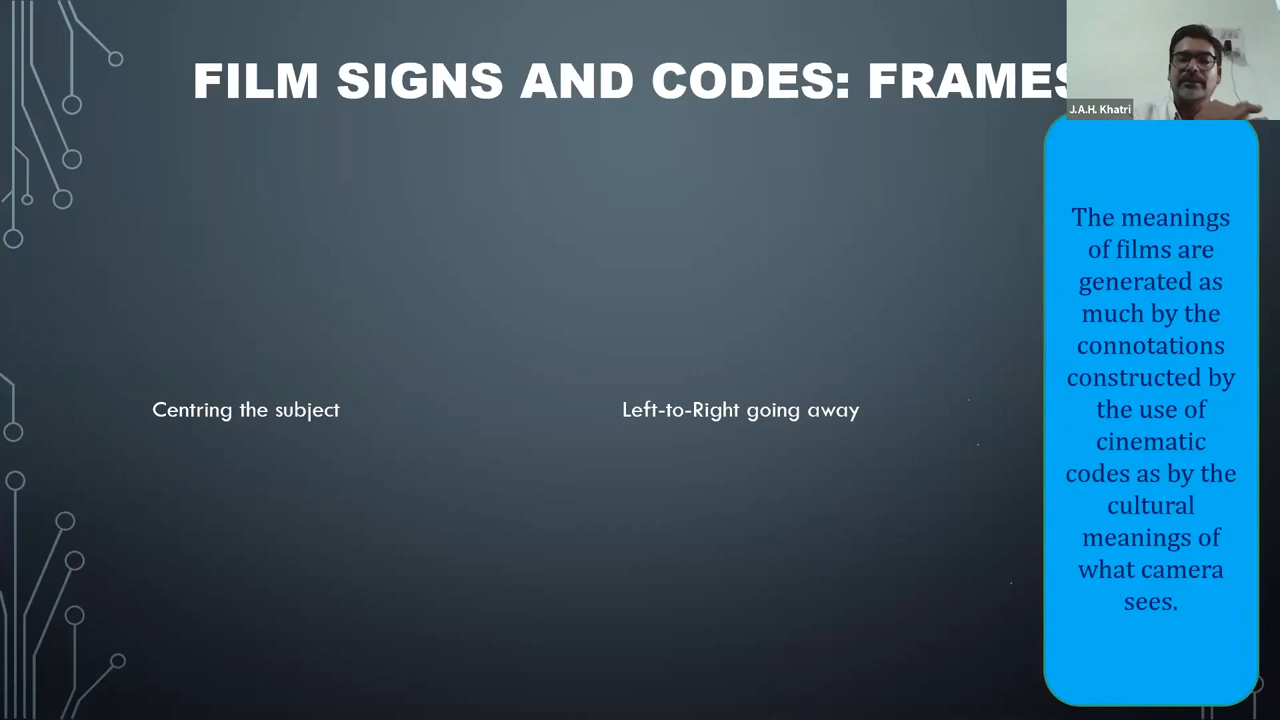 FILM SIGNS AND CODES: FRAMES
J.A.H. Khatri
Centring the subject
Left-to-Right going away
The meanings
of films are
generated as
much by the
connotations
constructed by
the use of
cinematic
codes as by the
cultural
meanings of
what camera
sees.